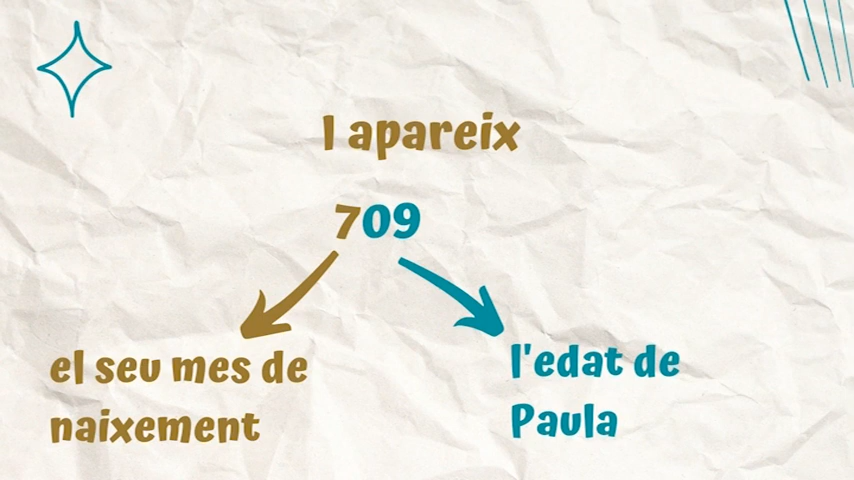 I apareix
709
el seu mes de
naixement
l'edat de
Paula